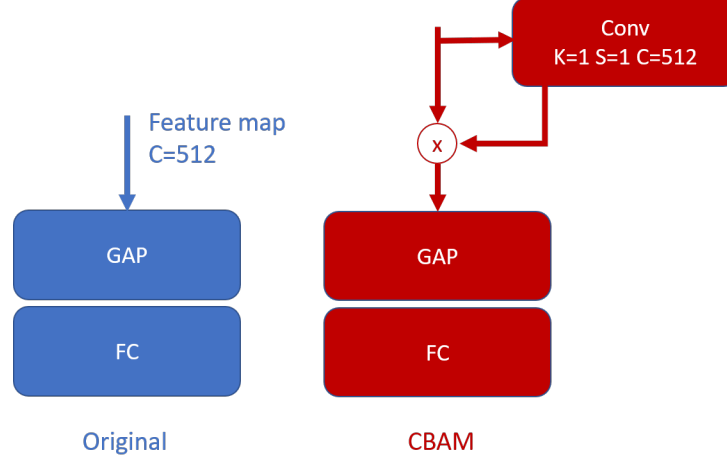 Conv
K=1 S=1 C=512
Feature map
C=512
x
GAP
GAP
FC
FC
Original
CBAM